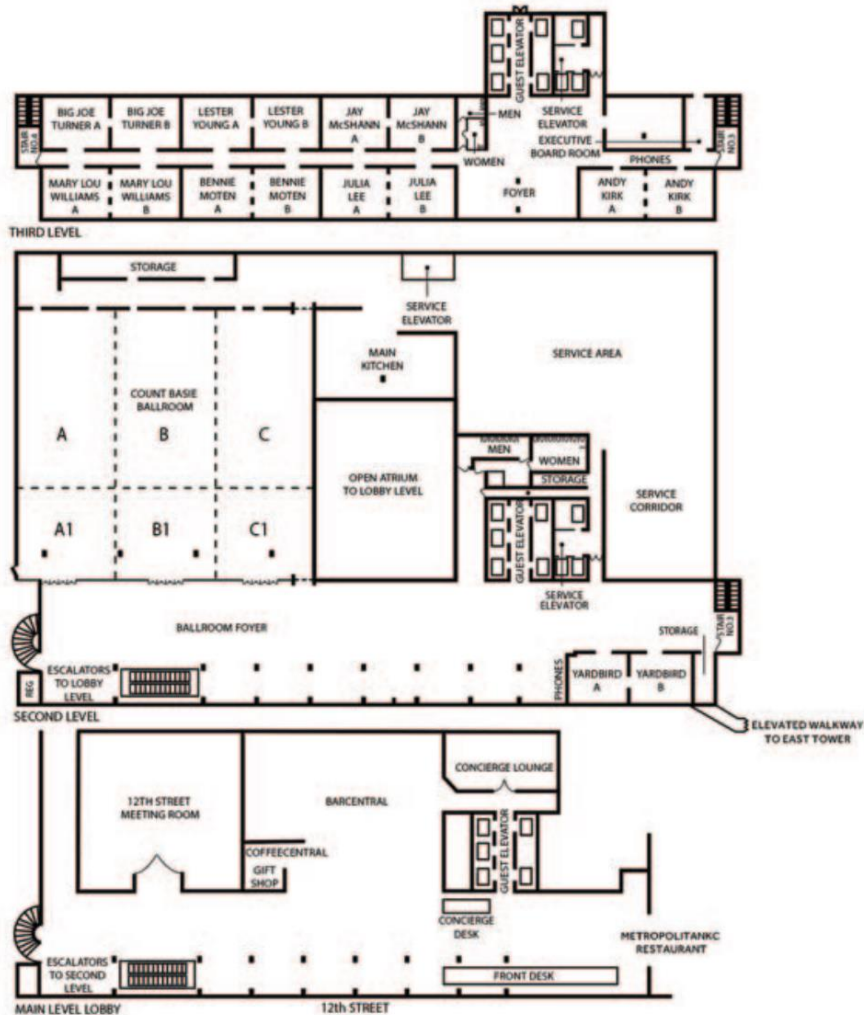 GUEST ELEVATOR
BIG JOE
TURNER A
BIG JOE
TURNER B
LESTER
YOUNG A
LESTER
YOUNG B
JAY
McSHANN
A
JAY
McSHANN
B
MEN
SERVICE
ELEVATOR
EXECUTIVE
BOARD ROOM
STAIR
NO.4
STAIR
NO.3
WOMEN
PHONES
MARY LOU
WILLIAMS
A
MARY LOU
WILLIAMS
B
BENNIE
MOTEN
A
BENNIE
MOTEN
B
JULIA
LEE
A
JULIA
LEE
B
FOYER
ANDY
KIRK
A
ANDY
KIRK
B
THIRD LEVEL
STORAGE
SERVICE
ELEVATOR
MAIN
KITCHEN
SERVICE AREA
COUNT BASIE
BALLROOM
A
B
C
MEN
WOMEN
STORAGE
OPEN ATRIUM
TO LOBBY LEVEL
SERVICE
CORRIDOR
A1
B1
C1
GUEST ELEVATOR
SERVICE
ELEVATOR
BALLROOM FOYER
STORAGE
STAIR
NO.3
ESCALATORS
TO LOBBY
LEVEL
REG
PHONES
YARDBIRD
A
YARDBIRD
B
SECOND LEVEL
ELEVATED WALKWAY
TO EAST TOWER
CONCIERGE LOUNGE
12TH STREET
MEETING ROOM
BARCENTRAL
COFFEECENTRAL
GIFT
SHOP
GUEST ELEVATOR
CONCIERGE
DESK
METROPOLITANKC
RESTAURANT
ESCALATORS
TO SECOND
LEVEL
FRONT DESK
MAIN LEVEL LOBBY
12th STREET